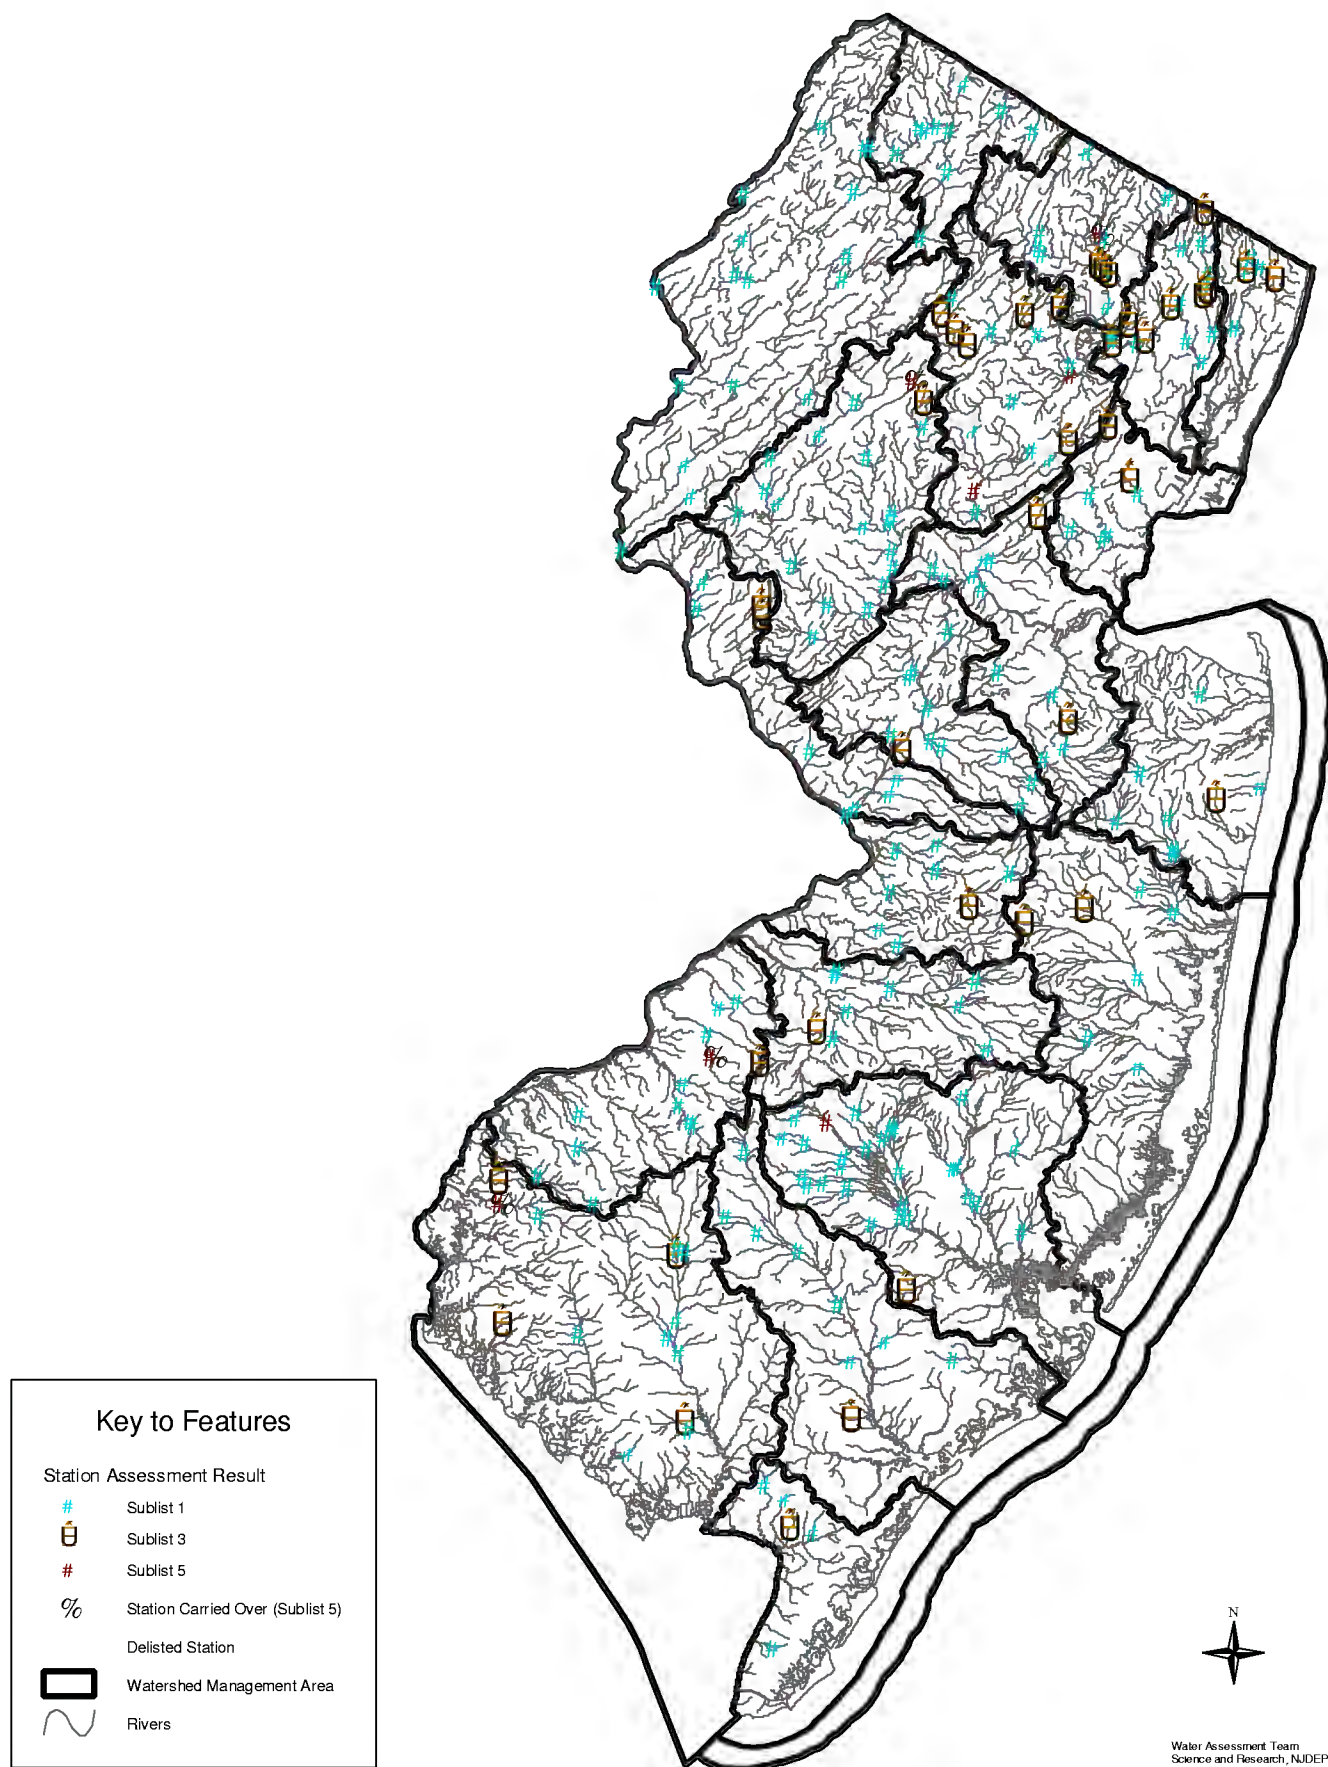 Key to Features
Station Assessment Result
# Sublist 1
Sublist 3
# Sublist 5
% Station Carried Over (Sublist 5)
Delisted Station
Watershed Management Area
Rivers
N
Water Assessment Team
Science and Research, NJDEP